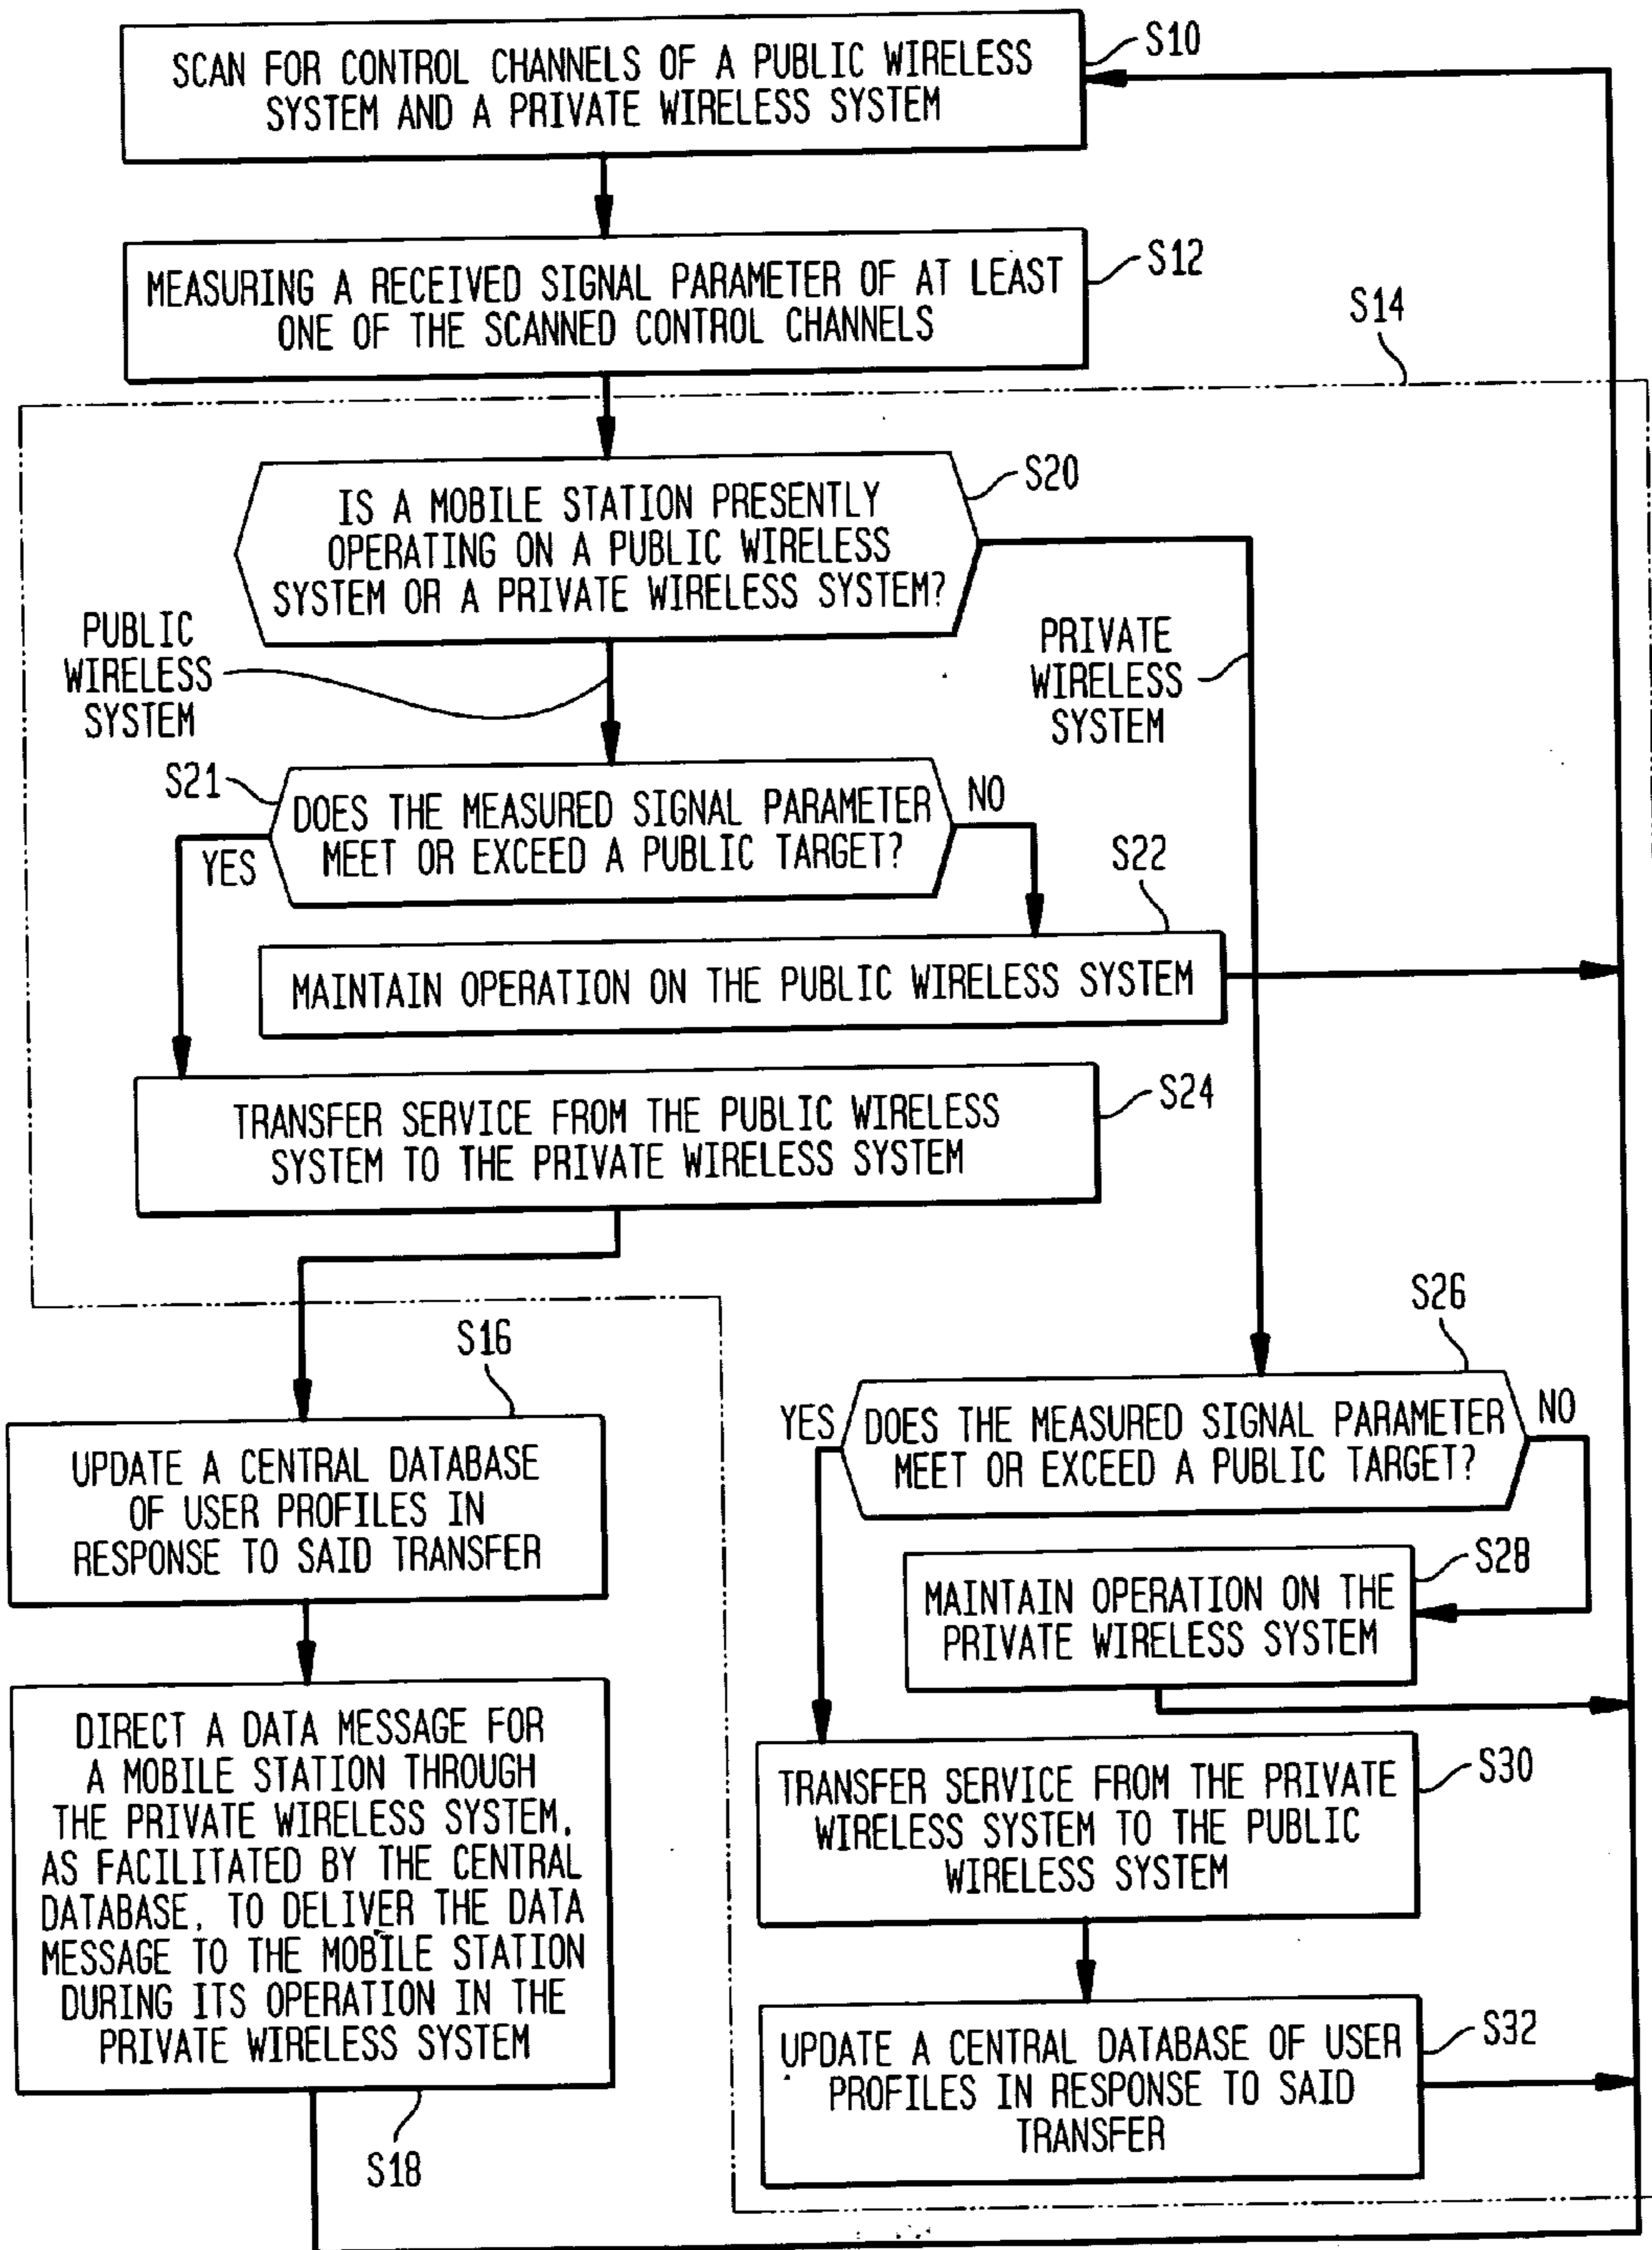 SCAN FOR CONTROL CHANNELS OF A PUBLIC WIRELESS
SYSTEM AND A PRIVATE WIRELESS SYSTEM
S10
MEASURING A RECEIVED SIGNAL PARAMETER OF AT LEAST
ONE OF THE SCANNED CONTROL CHANNELS
S12
S14
IS A MOBILE STATION PRESENTLY
OPERATING ON A PUBLIC WIRELESS
SYSTEM OR A PRIVATE WIRELESS SYSTEM?
S20
PUBLIC
WIRELESS
SYSTEM
PRIVATE
WIRELESS
SYSTEM
S21
DOES THE MEASURED SIGNAL PARAMETER
MEET OR EXCEED A PUBLIC TARGET?
NO
YES
S22
MAINTAIN OPERATION ON THE PUBLIC WIRELESS SYSTEM
TRANSFER SERVICE FROM THE PUBLIC WIRELESS
SYSTEM TO THE PRIVATE WIRELESS SYSTEM
S24
S16
UPDATE A CENTRAL DATABASE
OF USER PROFILES IN
RESPONSE TO SAID TRANSFER
DIRECT A DATA MESSAGE FOR
A MOBILE STATION THROUGH
THE PRIVATE WIRELESS SYSTEM,
AS FACILITATED BY THE CENTRAL
DATABASE, TO DELIVER THE DATA
MESSAGE TO THE MOBILE STATION
DURING ITS OPERATION IN THE
PRIVATE WIRELESS SYSTEM
S18
S26
YES
DOES THE MEASURED SIGNAL PARAMETER
MEET OR EXCEED A PUBLIC TARGET?
NO
S28
MAINTAIN OPERATION ON THE
PRIVATE WIRELESS SYSTEM
TRANSFER SERVICE FROM THE PRIVATE
WIRELESS SYSTEM TO THE PUBLIC
WIRELESS SYSTEM
S30
UPDATE A CENTRAL DATABASE OF USER
PROFILES IN RESPONSE TO SAID
TRANSFER
S32